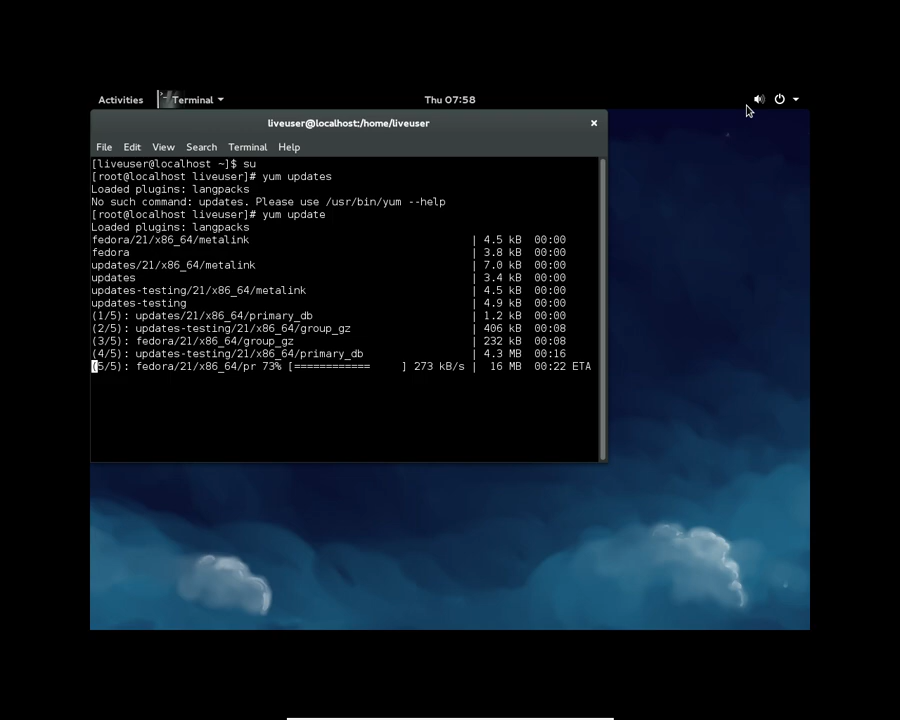 Activities Terminal Thu 07:58
liveuser@localhost:/home/liveuser
File Edit View Search Terminal Help
[liveuser@localhost ~]$ su
[root@localhost liveuser]# yum updates
Loaded plugins: langpacks
No such command: updates. Please use /usr/bin/yum --help
[root@localhost liveuser]# yum update
Loaded plugins: langpacks
fedora/21/x86_64/metalink | 4.5 kB 00:00
fedora | 3.8 kB 00:00
updates/21/x86_64/metalink | 7.0 kB 00:00
updates | 3.4 kB 00:00
updates-testing/21/x86_64/metalink | 4.5 kB 00:00
updates-testing | 4.9 kB 00:00
(1/5): updates/21/x86_64/primary_db | 1.2 kB 00:00
(2/5): updates-testing/21/x86_64/group_gz | 406 kB 00:08
(3/5): fedora/21/x86_64/group_gz | 232 kB 00:08
(4/5): updates-testing/21/x86_64/primary_db | 4.3 MB 00:16
(5/5): fedora/21/x86_64/pr 73% [============ ] 273 kB/s | 16 MB 00:22 ETA